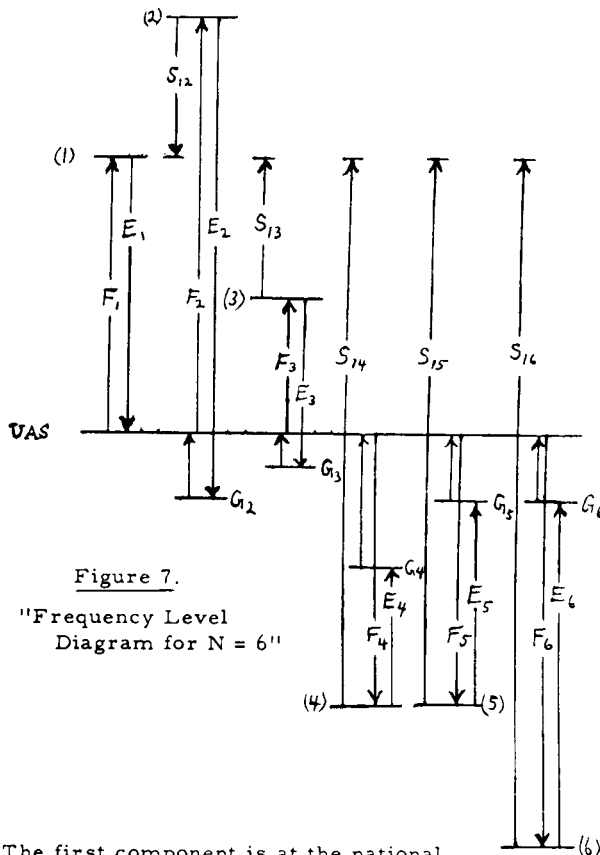 (2)
S₁₂
(1)
E₁
S₁₃
E₂
F₁
F₂
(3)
F₃
S₁₄
S₁₅
S₁₆
E₃
UAS
G₃
G₂
G₅
G₆
G₄
Figure 7.
"Frequency Level
Diagram for N = 6"
E₄
E₅
E₆
F₄
F₅
F₆
(4)
(5)
The first component is at the national
(6)